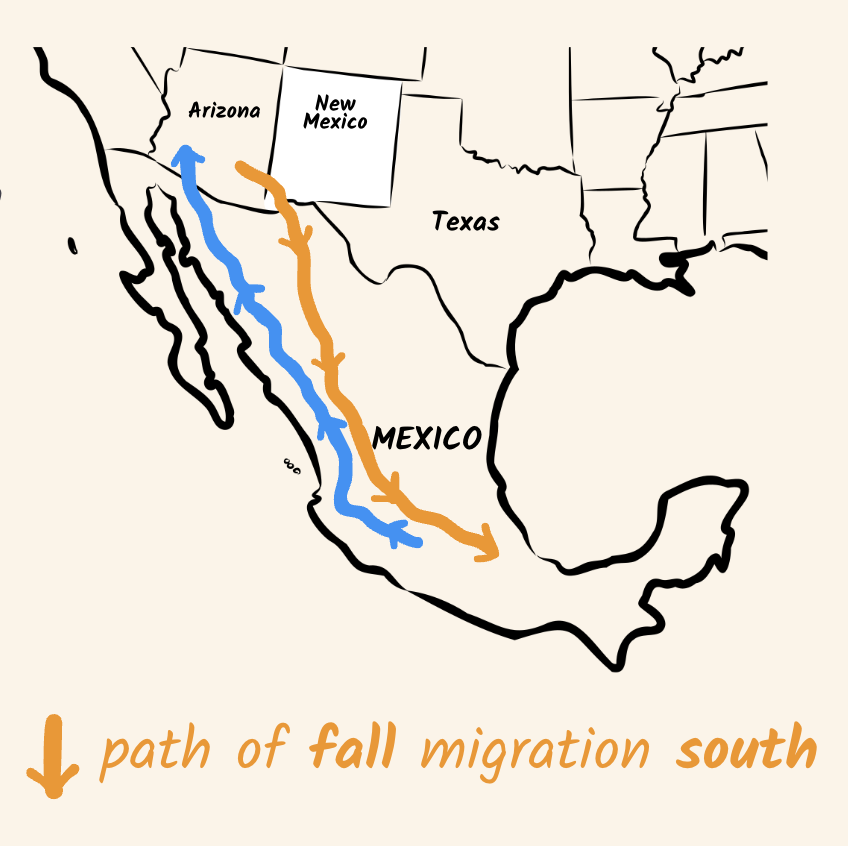 Arizona
New
Mexico
Texas
MEXICO
path of fall migration south